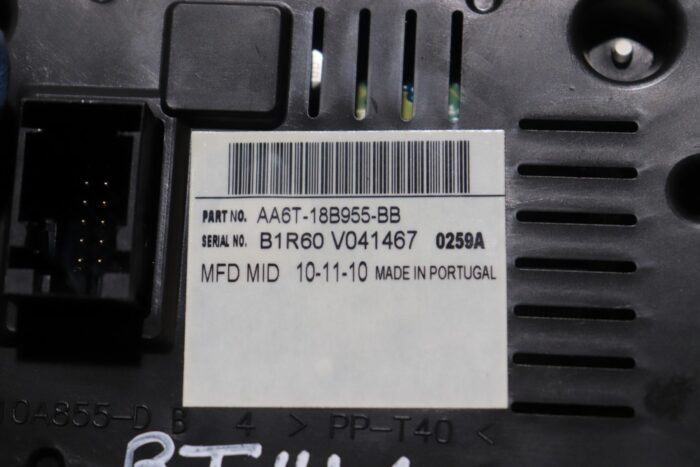 PART NO. AA6T-18B955-BB
SERIAL NO. B1R60 V041467 0259A
MFD MID 10-11-10 MADE IN PORTUGAL
10A855-D B 4 > PP-T40 <